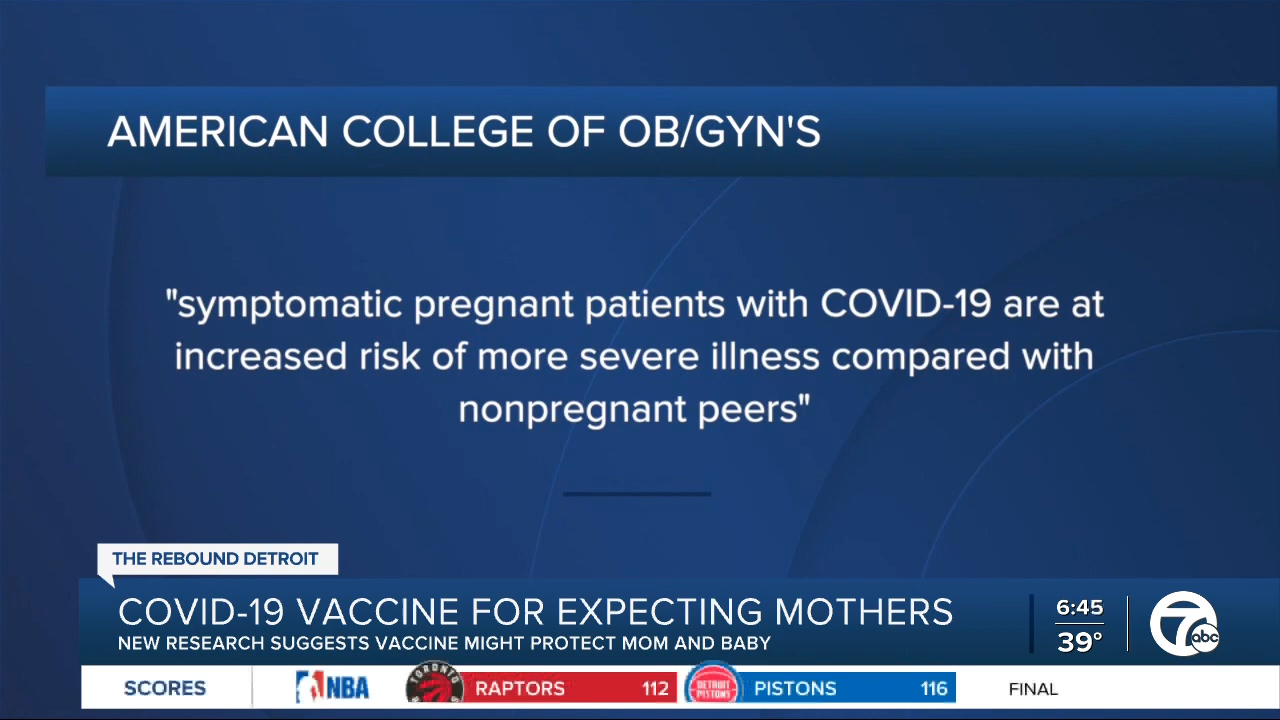 AMERICAN COLLEGE OF OB/GYN'S
"symptomatic pregnant patients with COVID-19 are at
increased risk of more severe illness compared with
nonpregnant peers"
THE REBOUND DETROIT
COVID-19 VACCINE FOR EXPECTING MOTHERS
NEW RESEARCH SUGGESTS VACCINE MIGHT PROTECT MOM AND BABY
6:45
39°
7 abc
SCORES NBA TORONTO RAPTORS 112 DETROIT PISTONS PISTONS 116 FINAL